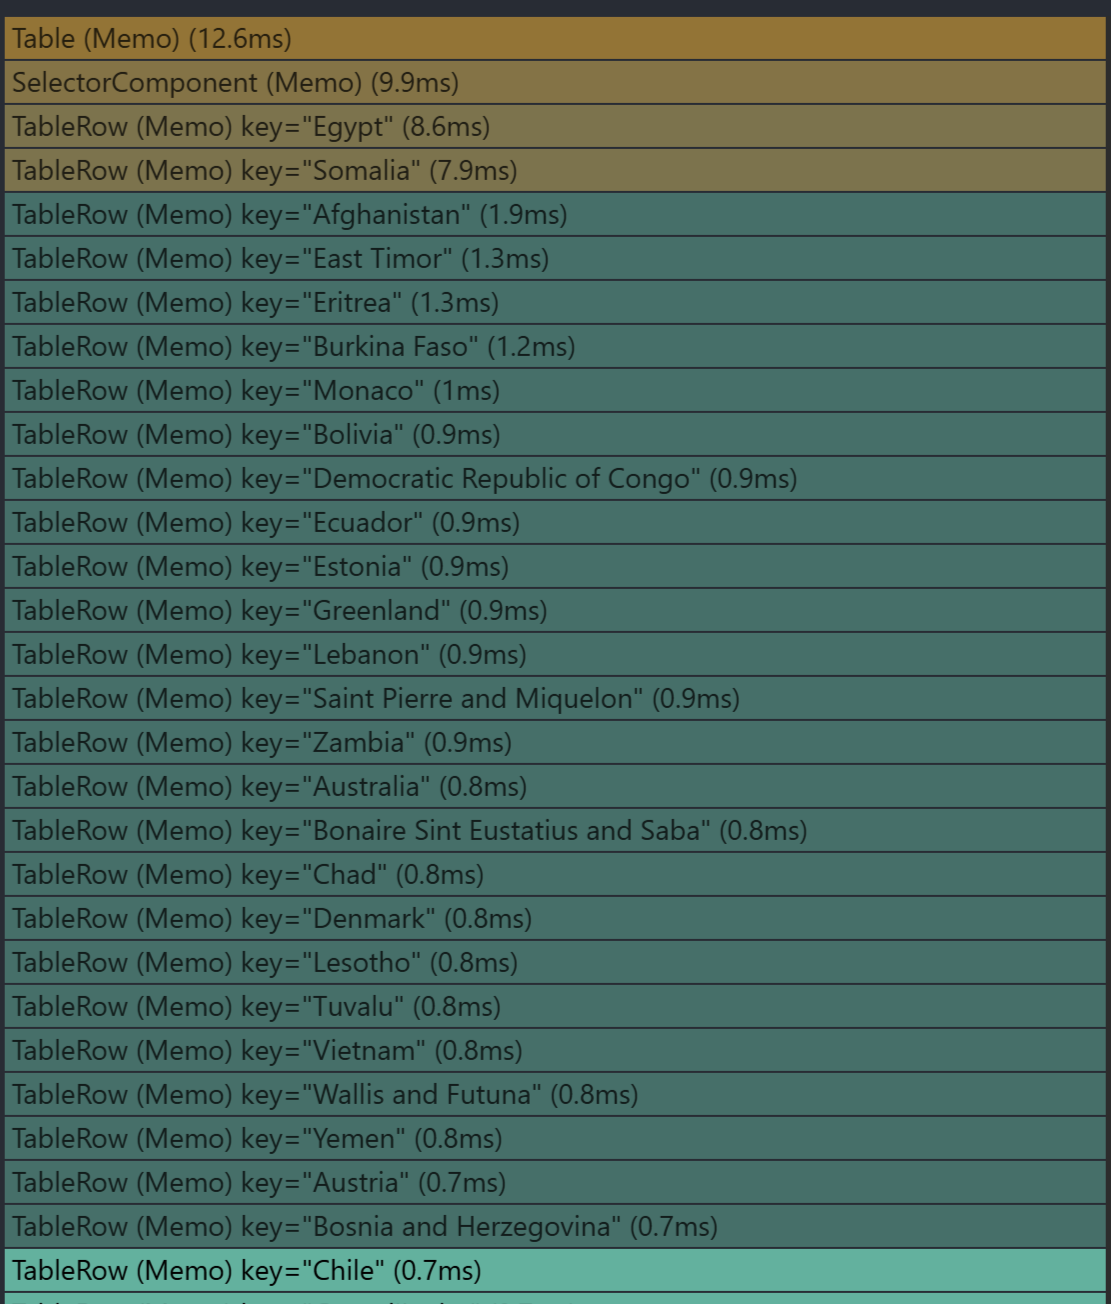 Table (Memo) (12.6ms)
SelectorComponent (Memo) (9.9ms)
TableRow (Memo) key="Egypt" (8.6ms)
TableRow (Memo) key="Somalia" (7.9ms)
TableRow (Memo) key="Afghanistan" (1.9ms)
TableRow (Memo) key="East Timor" (1.3ms)
TableRow (Memo) key="Eritrea" (1.3ms)
TableRow (Memo) key="Burkina Faso" (1.2ms)
TableRow (Memo) key="Monaco" (1ms)
TableRow (Memo) key="Bolivia" (0.9ms)
TableRow (Memo) key="Democratic Republic of Congo" (0.9ms)
TableRow (Memo) key="Ecuador" (0.9ms)
TableRow (Memo) key="Estonia" (0.9ms)
TableRow (Memo) key="Greenland" (0.9ms)
TableRow (Memo) key="Lebanon" (0.9ms)
TableRow (Memo) key="Saint Pierre and Miquelon" (0.9ms)
TableRow (Memo) key="Zambia" (0.9ms)
TableRow (Memo) key="Australia" (0.8ms)
TableRow (Memo) key="Bonaire Sint Eustatius and Saba" (0.8ms)
TableRow (Memo) key="Chad" (0.8ms)
TableRow (Memo) key="Denmark" (0.8ms)
TableRow (Memo) key="Lesotho" (0.8ms)
TableRow (Memo) key="Tuvalu" (0.8ms)
TableRow (Memo) key="Vietnam" (0.8ms)
TableRow (Memo) key="Wallis and Futuna" (0.8ms)
TableRow (Memo) key="Yemen" (0.8ms)
TableRow (Memo) key="Austria" (0.7ms)
TableRow (Memo) key="Bosnia and Herzegovina" (0.7ms)
TableRow (Memo) key="Chile" (0.7ms)